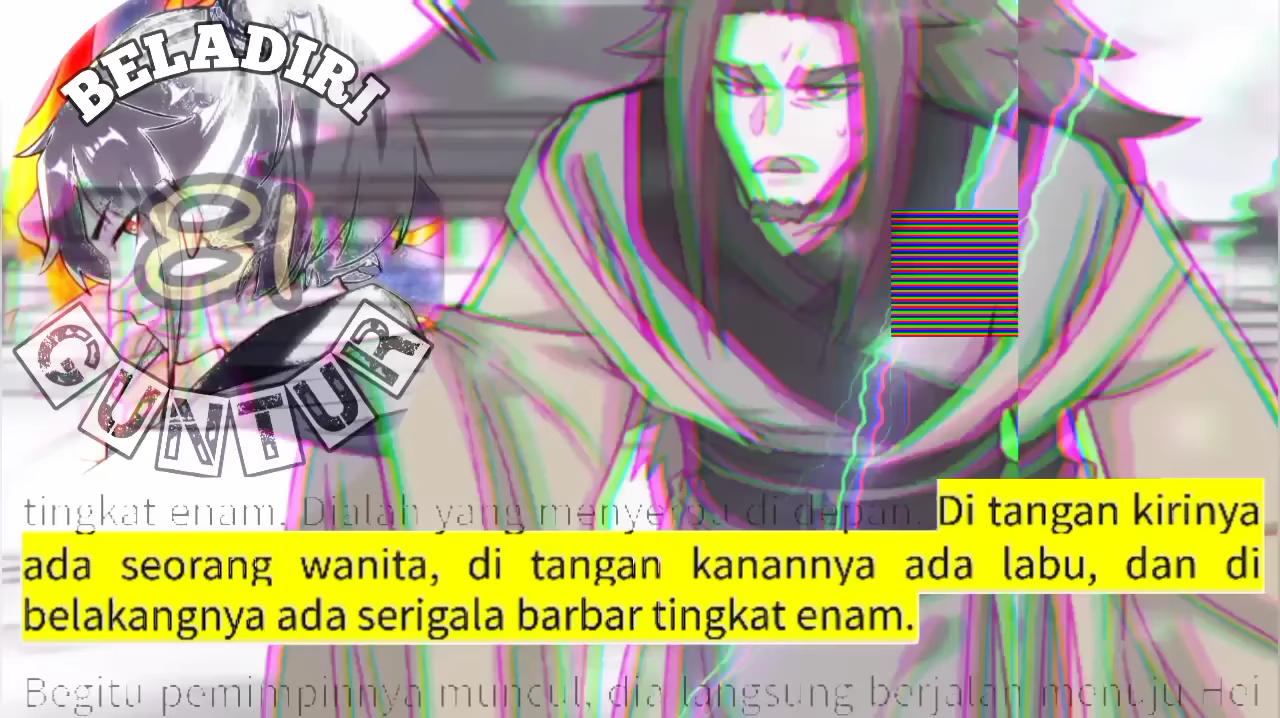 BELADIRI
81
GUNTUR
tingkat enam. Dialah yang menyerbu di depan. Di tangan kirinya
ada seorang wanita, di tangan kanannya ada labu, dan di
belakangnya ada serigala barbar tingkat enam.
Begitu pemimpinnya muncul, dia langsung berjalan menuju Hei